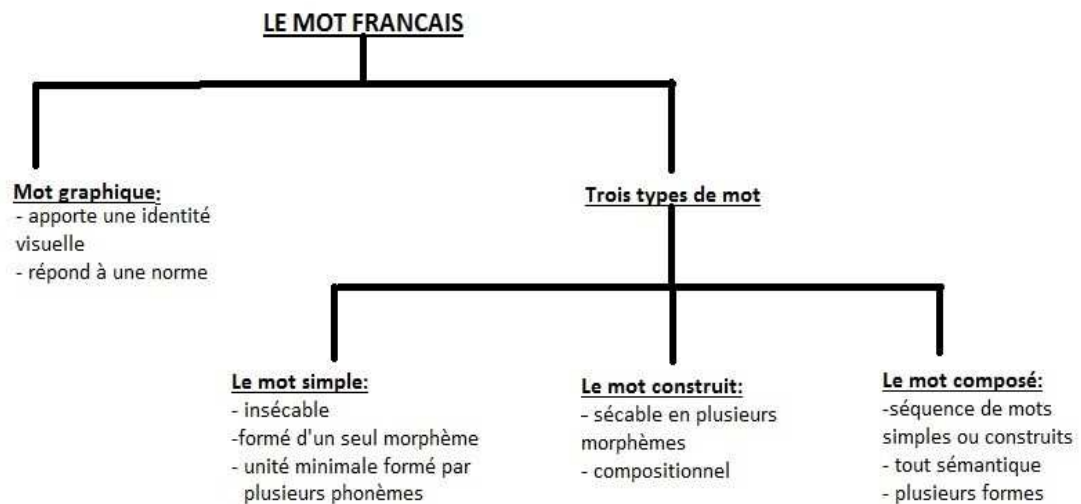 LE MOT FRANCAIS
Mot graphique:
- apporte une identité
visuelle
- répond à une norme
Trois types de mot
Le mot simple:
- insécable
-formé d'un seul morphème
- unité minimale formé par
plusieurs phonèmes
Le mot construit:
- sécable en plusieurs
morphèmes
- compositionnel
Le mot composé:
-séquence de mots
simples ou construits
- tout sémantique
- plusieurs formes